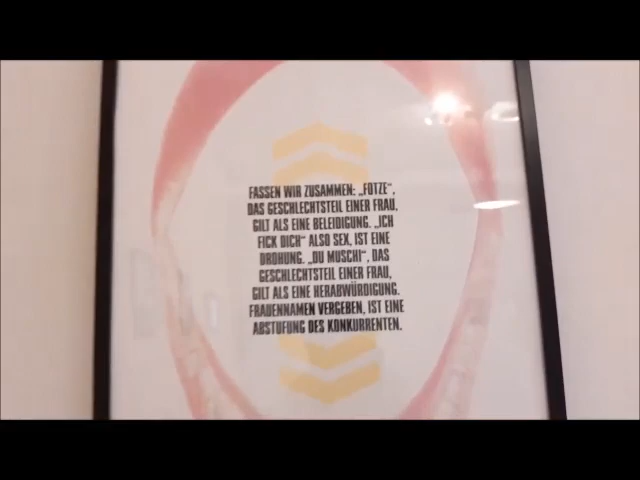 FASSEN WIR ZUSAMMEN: „FOTZE“,
DAS GESCHLECHTSTEIL EINER FRAU,
GILT ALS EINE BELEIDIGUNG. „ICH
FICK DICH“ ALSO SEX, IST EINE
DROHUNG. „DU MUSCHI“, DAS
GESCHLECHTSTEIL EINER FRAU,
GILT ALS EINE HERABWÜRDIGUNG.
FRAUENNAMEN VERGEBEN, IST EINE
ABSTUFUNG DES KONKURRENTEN.